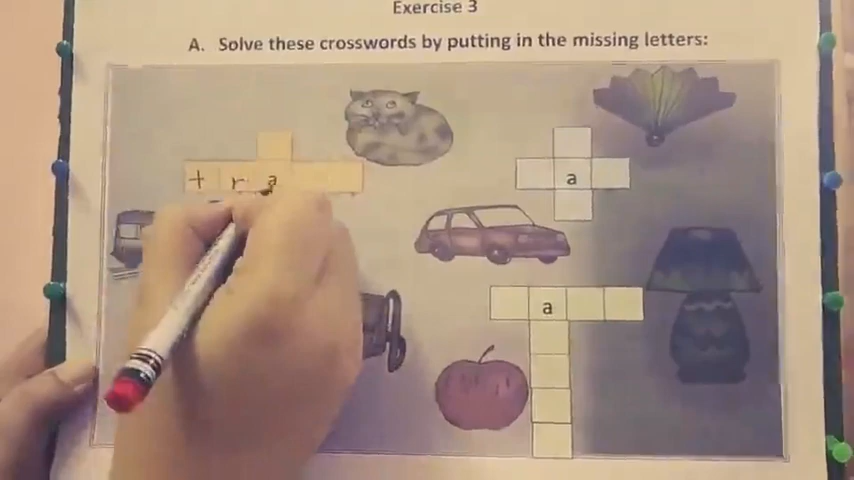 Exercise 3
A. Solve these crosswords by putting in the missing letters:
t r a
a
a